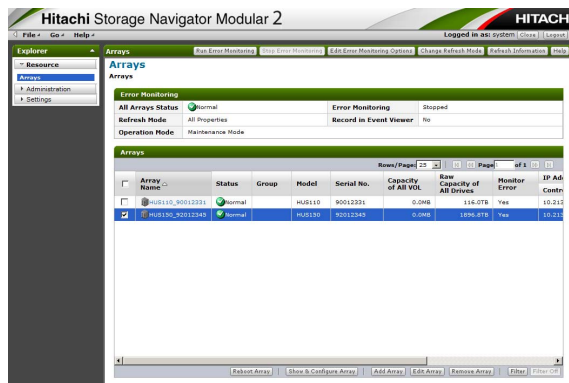 Hitachi Storage Navigator Modular 2
HITACH
File Go Help
Logged in as: system Close Logout
Explorer
Arrays
Run Error Monitoring Stop Error Monitoring Edit Error Monitoring Options Change Refresh Mode Refresh Information Help
Resource
Arrays
Administration
Settings
Arrays
Arrays
Error Monitoring
All Arrays Status Normal Error Monitoring Stopped
Refresh Mode All Properties Record in Event Viewer No
Operation Mode Maintenance Mode
Arrays
Rows/Page: 25 Page 1 of 1
Array Name Status Group Model Serial No. Capacity of All VOL Raw Capacity of All Drives Monitor Error IP Ad
Contro
HUS110_90012331 Normal HUS110 90012331 0.0MB 116.0TB Yes 10.213
HUS150_92012345 Normal HUS150 92012345 0.0MB 1896.8TB Yes 10.213
Reboot Array Show & Configure Array Add Array Edit Array Remove Array Filter Filter Off